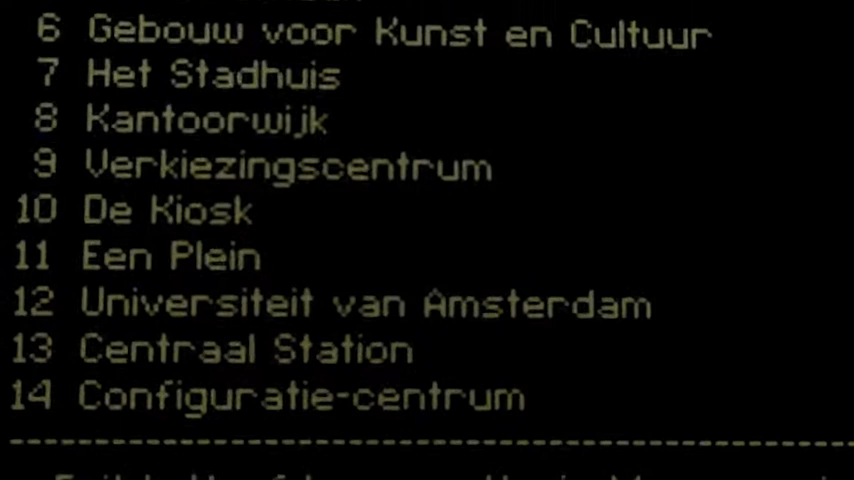 6 Gebouw voor Kunst en Cultuur
7 Het Stadhuis
8 Kantoorwijk
9 Verkiezingscentrum
10 De Kiosk
11 Een Plein
12 Universiteit van Amsterdam
13 Centraal Station
14 Configuratie-centrum